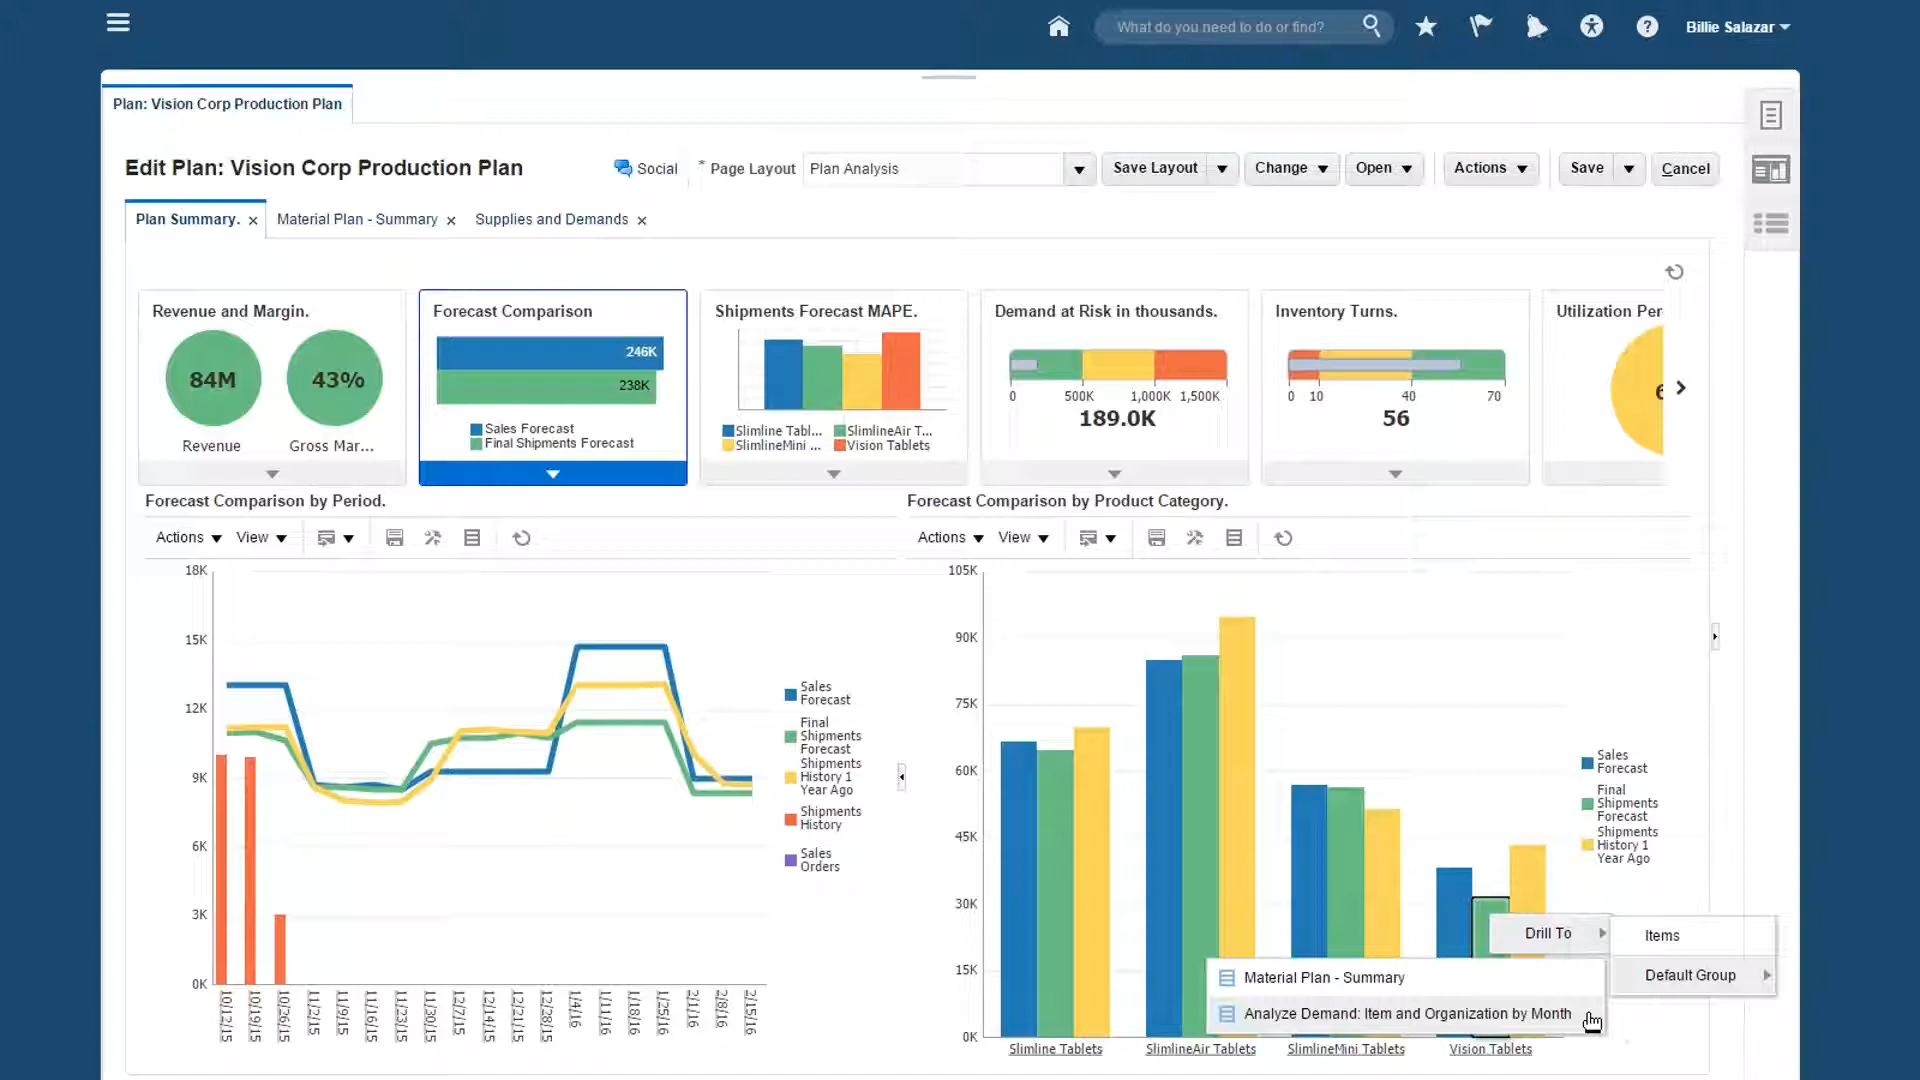 What do you need to do or find?
Billie Salazar
Plan: Vision Corp Production Plan
Edit Plan: Vision Corp Production Plan
Social
* Page Layout
Plan Analysis
Save Layout
Change
Open
Actions
Save
Cancel
Plan Summary.
Material Plan - Summary
Supplies and Demands
Revenue and Margin.
84M
43%
Revenue
Gross Mar...
Forecast Comparison
246K
238K
Sales Forecast
Final Shipments Forecast
Shipments Forecast MAPE.
Slimline Tabl...
SlimlineAir T...
SlimlineMini ...
Vision Tablets
Demand at Risk in thousands.
0 500K 1,000K 1,500K
189.0K
Inventory Turns.
0 10 40 70
56
Utilization Per
Forecast Comparison by Period.
Actions
View
18K
15K
12K
9K
6K
3K
0K
10/12/15
10/19/15
10/26/15
11/2/15
11/9/15
11/16/15
11/23/15
11/30/15
12/7/15
12/14/15
12/21/15
12/28/15
1/4/16
1/11/16
1/18/16
1/25/16
2/1/16
2/8/16
2/15/16
Sales
Forecast
Final
Shipments
Forecast
Shipments
History 1
Year Ago
Shipments
History
Sales
Orders
Forecast Comparison by Product Category.
Actions
View
105K
90K
75K
60K
45K
30K
15K
0K
Slimline Tablets
SlimlineAir Tablets
SlimlineMini Tablets
Vision Tablets
Sales
Forecast
Final
Shipments
Forecast
Shipments
History 1
Year Ago
Drill To
Items
Default Group
Material Plan - Summary
Analyze Demand: Item and Organization by Month